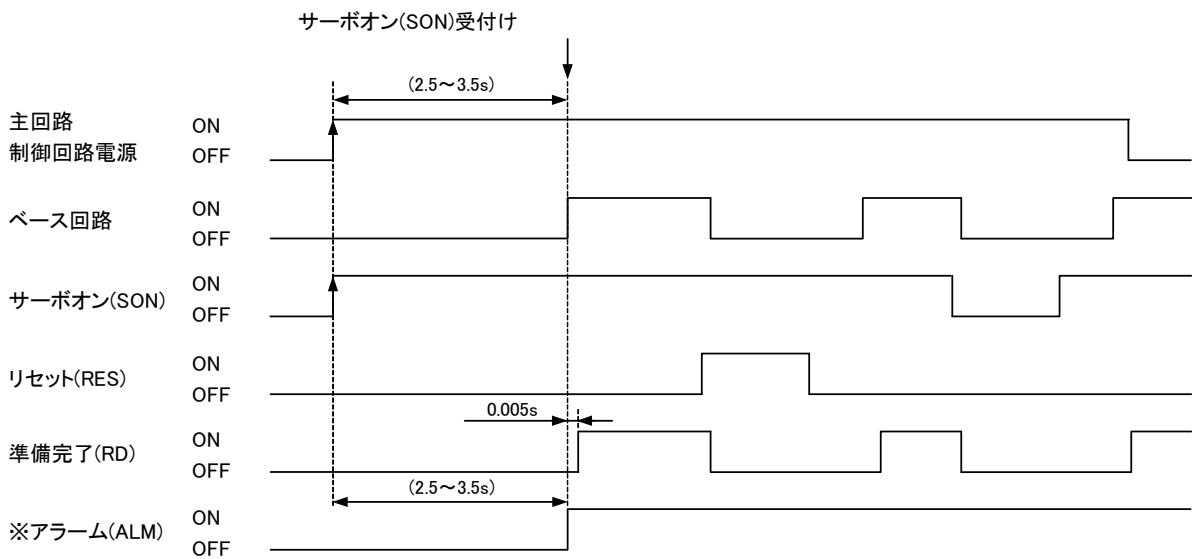 サーボオン(SON)受付け
(2.5～3.5s)
主回路
制御回路電源
ON
OFF
ベース回路
ON
OFF
サーボオン(SON)
ON
OFF
リセット(RES)
ON
OFF
0.005s
準備完了(RD)
ON
OFF
(2.5～3.5s)
※アラーム(ALM)
ON
OFF